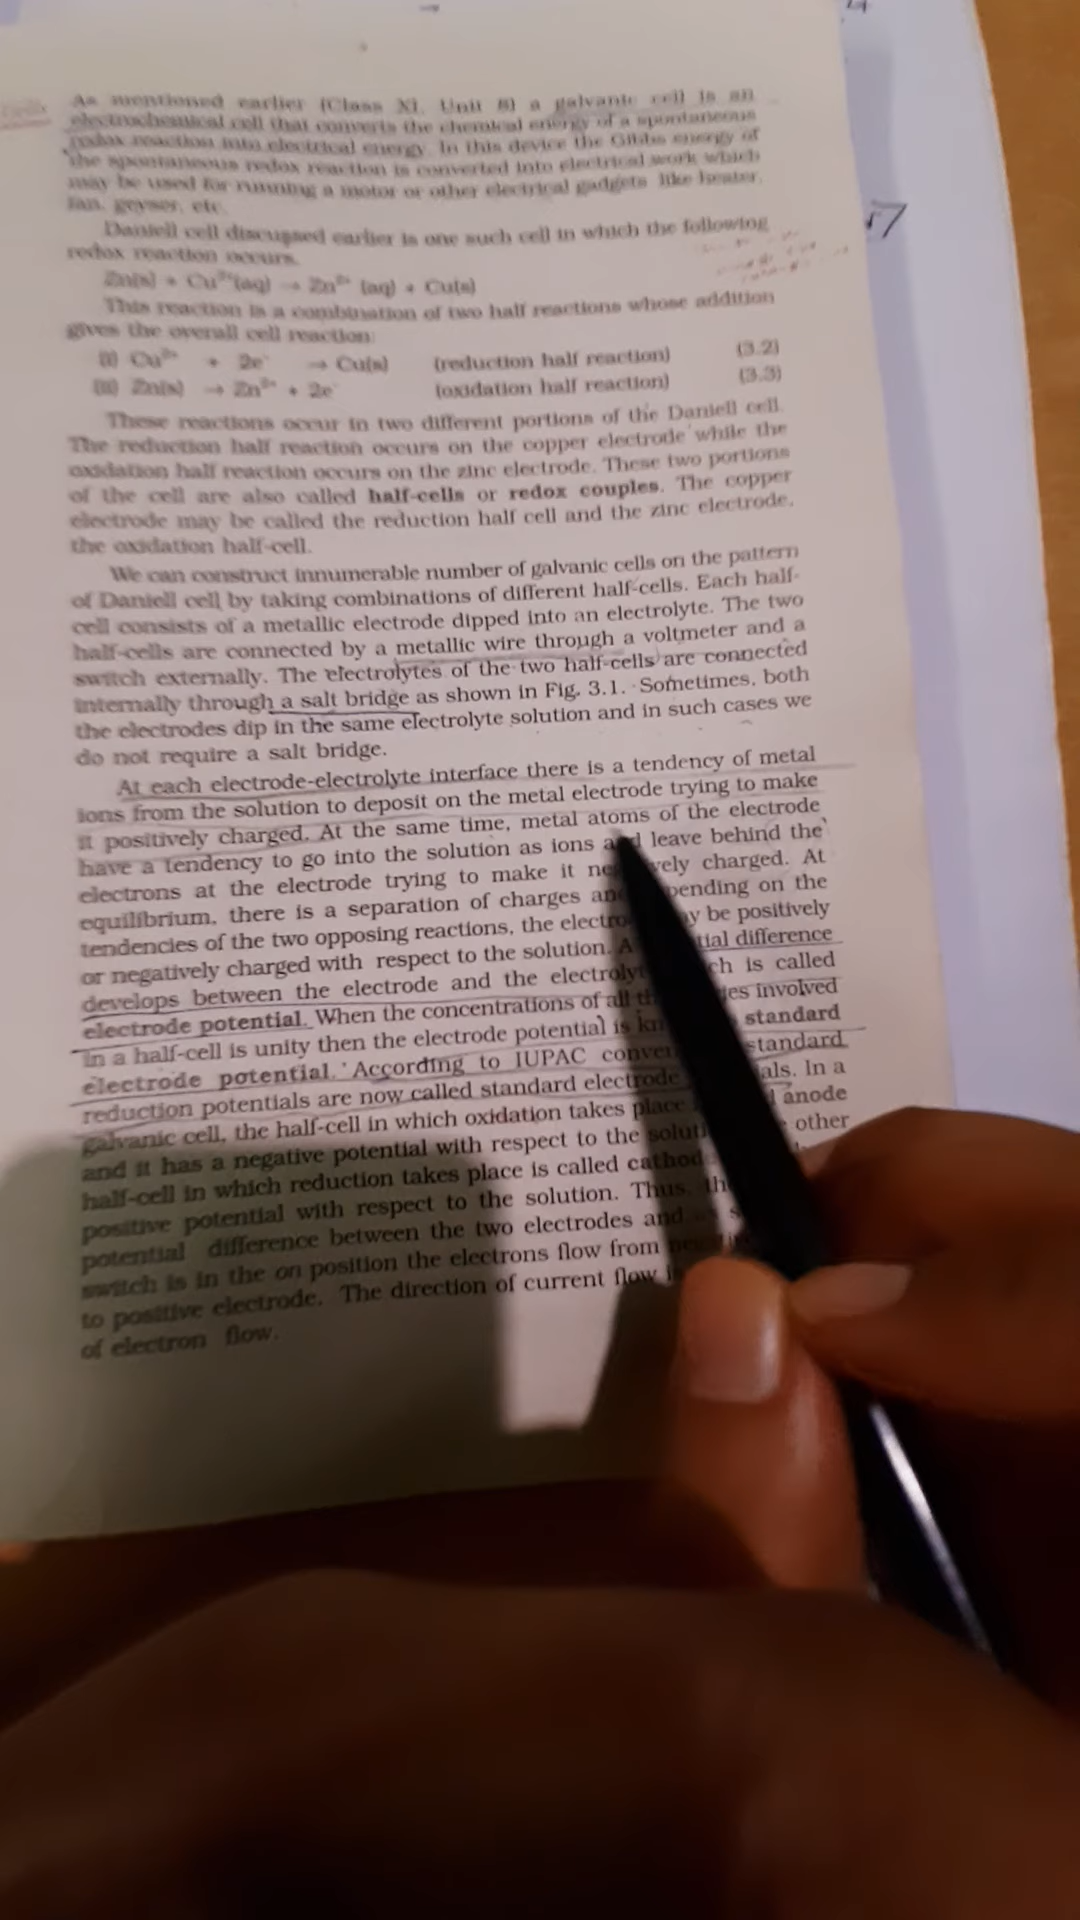 As mentioned earlier (Class XI, Unit 8) a galvanic cell is an
electrochemical cell that converts the chemical energy of a spontaneous
redox reaction into electrical energy. In this device the Gibbs energy of
the spontaneous redox reaction is converted into electrical work which
may be used for running a motor or other electrical gadgets like heater,
fan, geyser, etc.
Daniell cell discussed earlier is one such cell in which the following
redox reaction occurs.
Zn(s) + Cu²⁺(aq) → Zn²⁺ (aq) + Cu(s)
This reaction is a combination of two half reactions whose addition
gives the overall cell reaction:
(i) Cu²⁺ + 2e⁻ → Cu(s) (reduction half reaction) (3.2)
(ii) Zn(s) → Zn²⁺ + 2e⁻ (oxidation half reaction) (3.3)
These reactions occur in two different portions of the Daniell cell.
The reduction half reaction occurs on the copper electrode while the
oxidation half reaction occurs on the zinc electrode. These two portions
of the cell are also called half-cells or redox couples. The copper
electrode may be called the reduction half cell and the zinc electrode,
the oxidation half-cell.
We can construct innumerable number of galvanic cells on the pattern
of Daniell cell by taking combinations of different half-cells. Each half-
cell consists of a metallic electrode dipped into an electrolyte. The two
half-cells are connected by a metallic wire through a voltmeter and a
switch externally. The electrolytes of the two half-cells are connected
internally through a salt bridge as shown in Fig. 3.1. Sometimes, both
the electrodes dip in the same electrolyte solution and in such cases we
do not require a salt bridge.
At each electrode-electrolyte interface there is a tendency of metal
ions from the solution to deposit on the metal electrode trying to make
it positively charged. At the same time, metal atoms of the electrode
have a tendency to go into the solution as ions leave behind the
electrons at the electrode trying to make it charged. At
equilibrium, there is a separation of charges on the
tendencies of the two opposing reactions, the be positively
or negatively charged with respect to the solution. A difference
develops between the electrode and the is called
electrode potential. When the concentrations of all involved
in a half-cell is unity then the electrode potential is standard
electrode potential. According to IUPAC standard
reduction potentials are now called standard electrode In a
galvanic cell, the half-cell in which oxidation takes place anode
and it has a negative potential with respect to the other
half-cell in which reduction takes place is called
positive potential with respect to the solution. Thus,
potential difference between the two electrodes and
switch is in the on position the electrons flow from
to positive electrode. The direction of current flow
of electron flow.